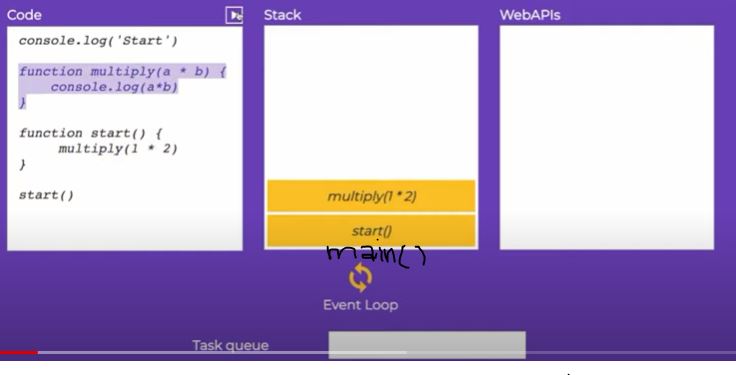 Code
Stack
WebAPIs
console.log('Start')
function multiply(a * b) {
console.log(a*b)
}
function start() {
multiply(1 * 2)
}
start()
multiply(1 * 2)
start()
main()
Event Loop
Task queue